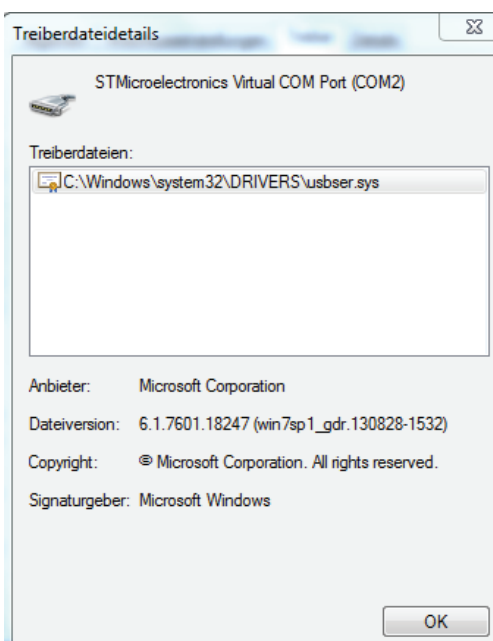 Treiberdateidetails
STMicroelectronics Virtual COM Port (COM2)
Treiberdateien:
C:\Windows\system32\DRIVERS\usbser.sys
Anbieter: Microsoft Corporation
Dateiversion: 6.1.7601.18247 (win7sp1_gdr.130828-1532)
Copyright: © Microsoft Corporation. All rights reserved.
Signaturgeber: Microsoft Windows
OK